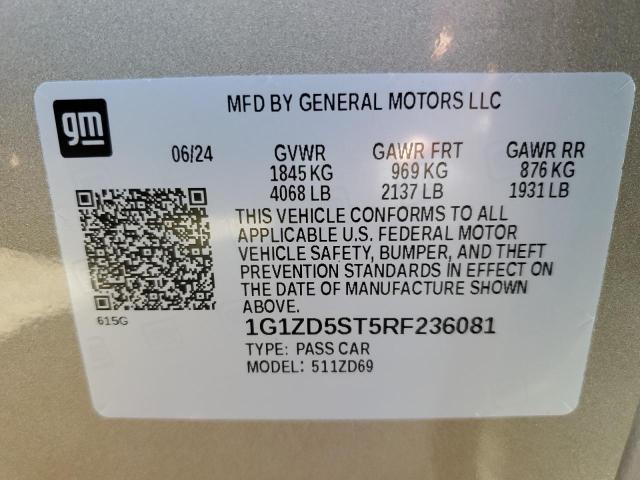 gm
MFD BY GENERAL MOTORS LLC
06/24 GVWR GAWR FRT GAWR RR
1845 KG 969 KG 876 KG
4068 LB 2137 LB 1931 LB
THIS VEHICLE CONFORMS TO ALL
APPLICABLE U.S. FEDERAL MOTOR
VEHICLE SAFETY, BUMPER, AND THEFT
PREVENTION STANDARDS IN EFFECT ON
THE DATE OF MANUFACTURE SHOWN
ABOVE.
615G
1G1ZD5ST5RF236081
TYPE: PASS CAR
MODEL: 511ZD69